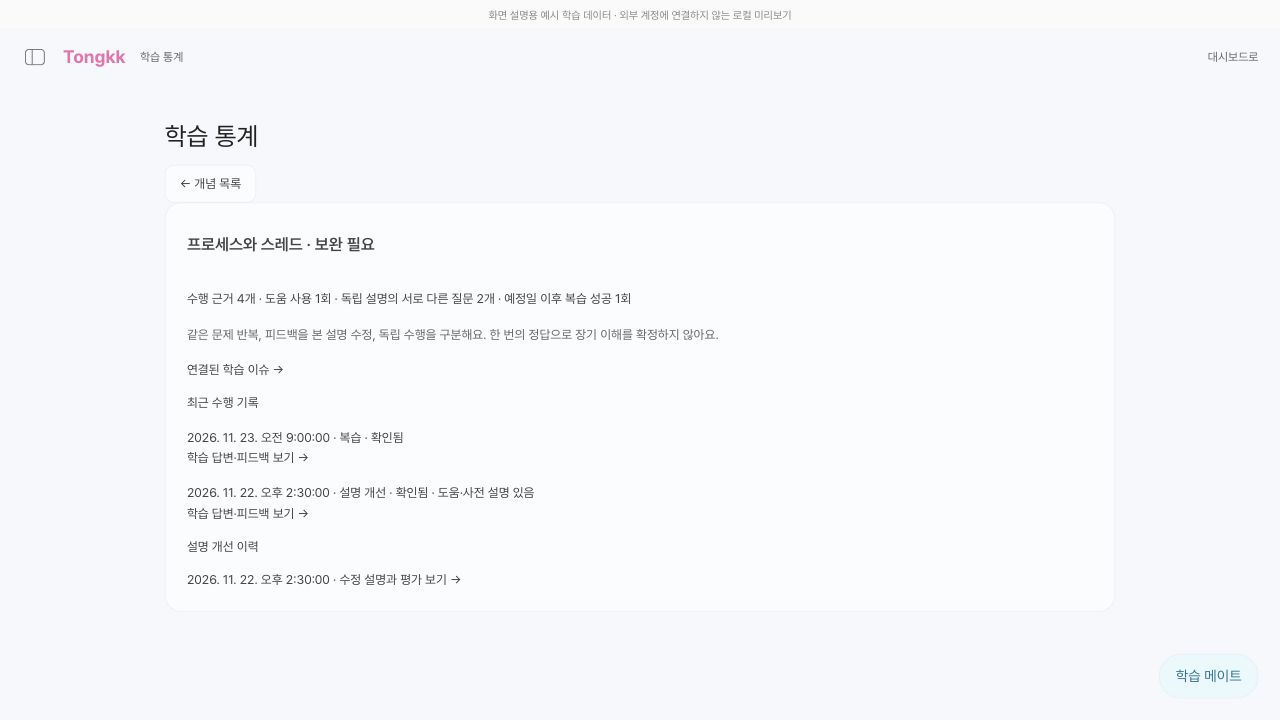 화면 설명용 예시 학습 데이터 · 외부 계정에 연결하지 않는 로컬 미리보기
Tongkk 학습 통계 대시보드로
학습 통계
← 개념 목록
프로세스와 스레드 · 보완 필요
수행 근거 4개 · 도움 사용 1회 · 독립 설명의 서로 다른 질문 2개 · 예정일 이후 복습 성공 1회
같은 문제 반복, 피드백을 본 설명 수정, 독립 수행을 구분해요. 한 번의 정답으로 장기 이해를 확정하지 않아요.
연결된 학습 이슈 →
최근 수행 기록
2026. 11. 23. 오전 9:00:00 · 복습 · 확인됨
학습 답변·피드백 보기 →
2026. 11. 22. 오후 2:30:00 · 설명 개선 · 확인됨 · 도움·사전 설명 있음
학습 답변·피드백 보기 →
설명 개선 이력
2026. 11. 22. 오후 2:30:00 · 수정 설명과 평가 보기 →
학습 메이트